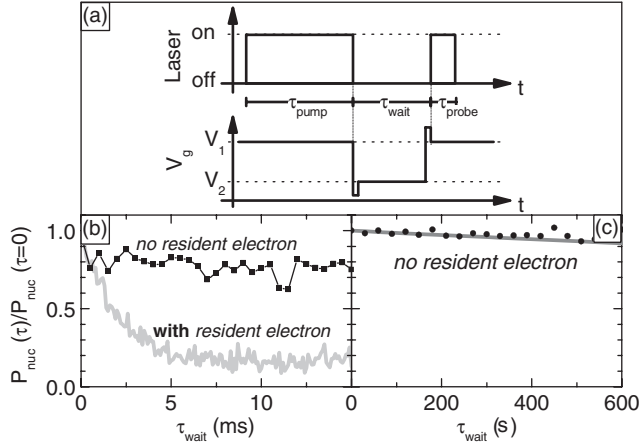 (a)
Laser
on
off
t
τpump
τwait
τprobe
Vg
V1
V2
t
(b)
Pnuc (τ)/Pnuc (τ=0)
1.0
0.5
0.0
no resident electron
with resident electron
0 5 10
τwait (ms)
(c)
no resident electron
0 200 400 600
τwait (s)